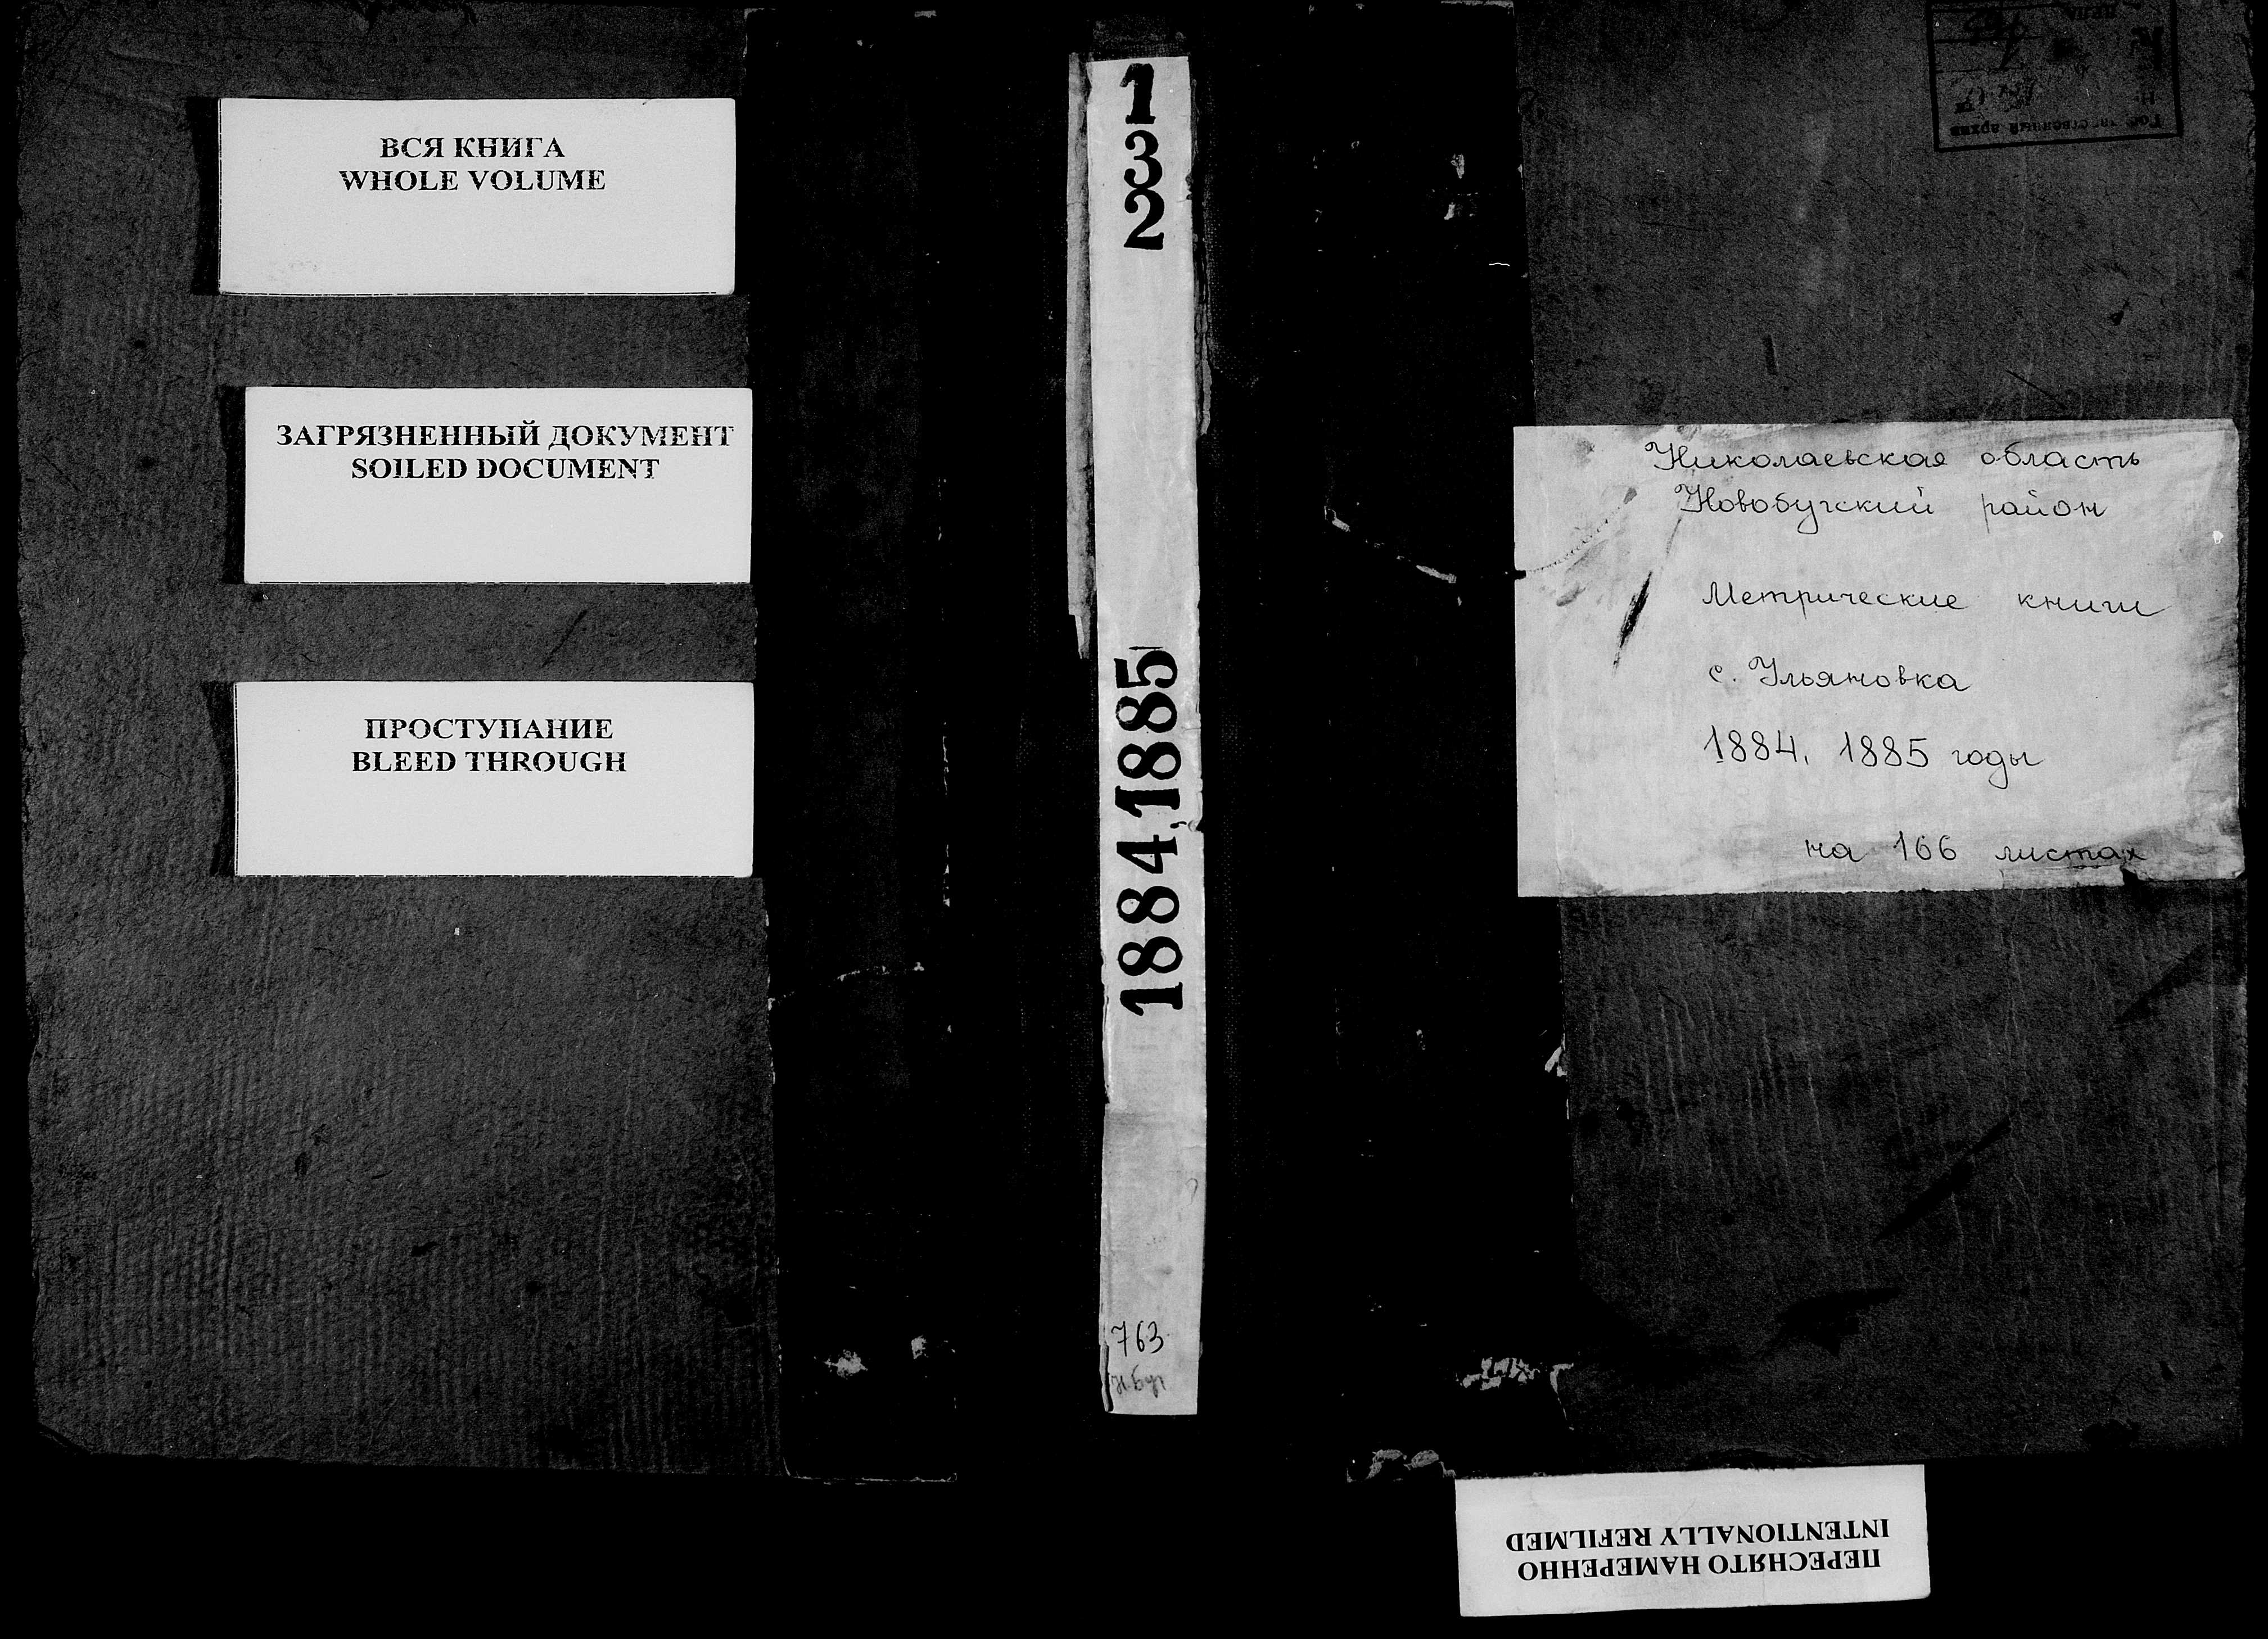 ВСЯ КНИГА
WHOLE VOLUME
ЗАГРЯЗНЕННЫЙ ДОКУМЕНТ
SOILED DOCUMENT
ПРОСТУПАНИЕ
BLEED THROUGH
132
1884,1885
763
Николаевская область
Новобугский район
Метрические книги
с. Ульяновка
1884, 1885 годы
на 166 листах
ПЕРЕСНЯТО НАМЕРЕННО
INTENTIONALLY REFILMED